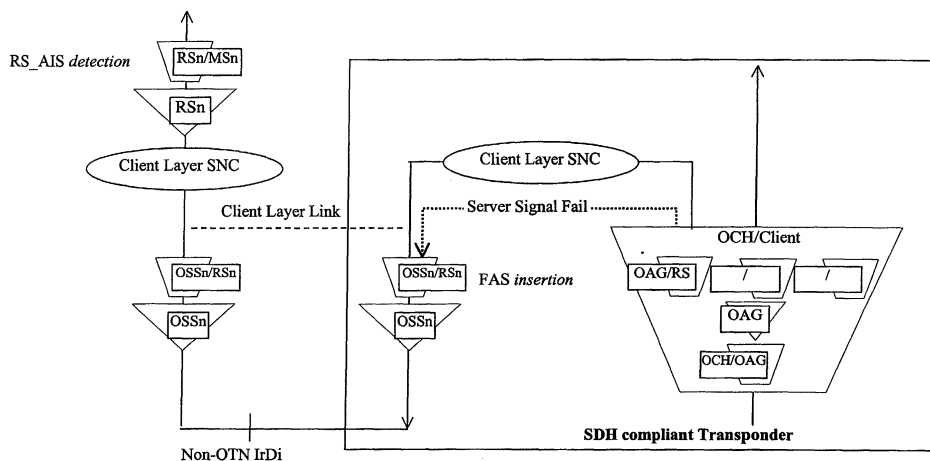 RS_AIS detection
RSn/MSn
RSn
Client Layer SNC
Client Layer SNC
Client Layer Link
Server Signal Fail
OCH/Client
OSSn/RSn
OSSn/RSn
FAS insertion
OAG/RS
/
/
OSSn
OSSn
OAG
OCH/OAG
SDH compliant Transponder
Non-OTN IrDi